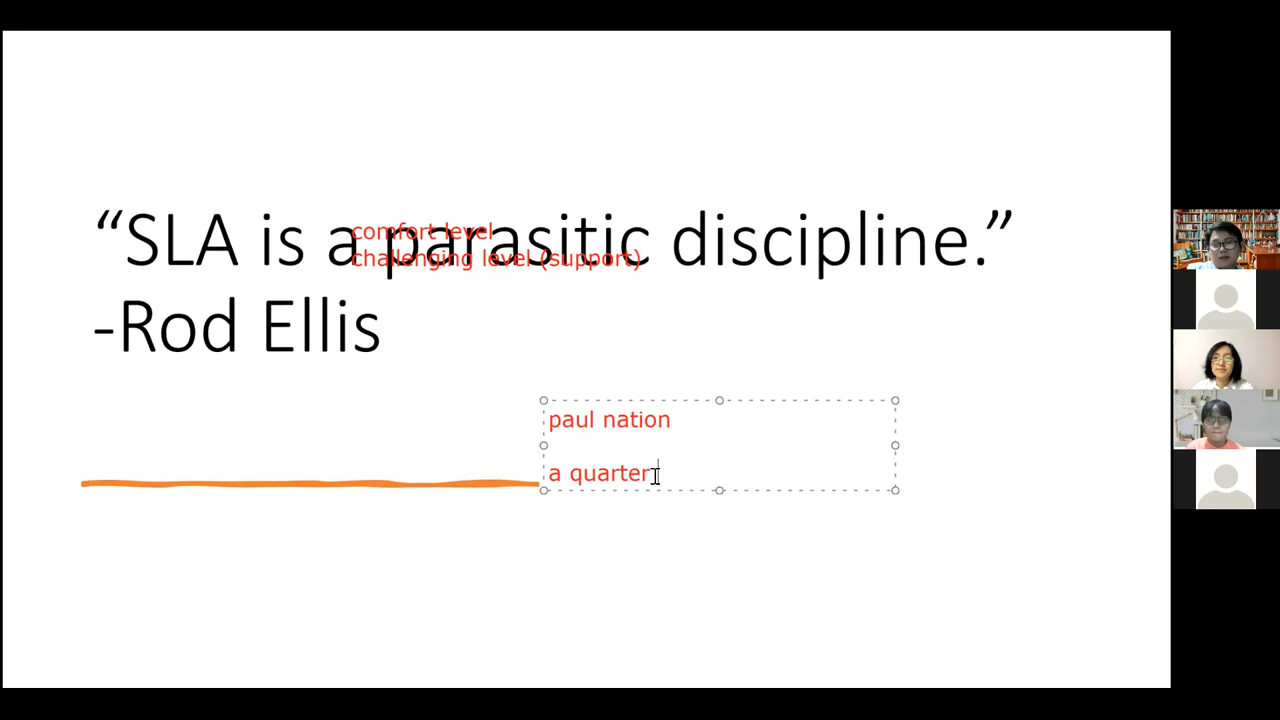 “SLA is a parasitic discipline.”
comfort level
challenging level (support)
-Rod Ellis
paul nation
a quarter